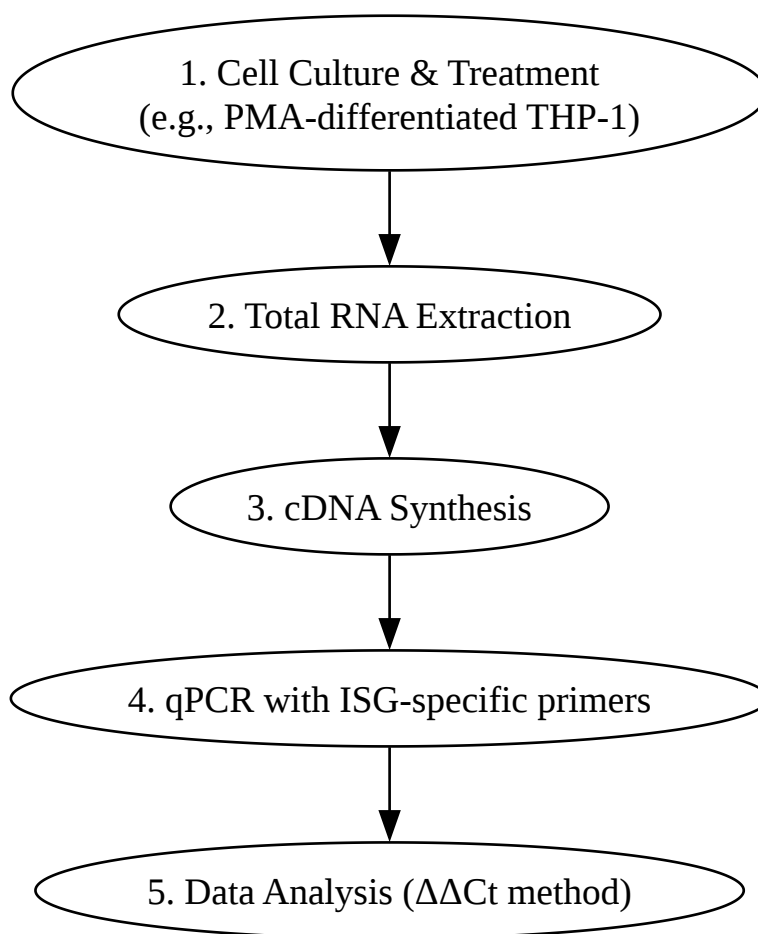 1. Cell Culture & Treatment
(e.g., PMA-differentiated THP-1)
2. Total RNA Extraction
3. cDNA Synthesis
4. qPCR with ISG-specific primers
5. Data Analysis (ΔΔCt method)